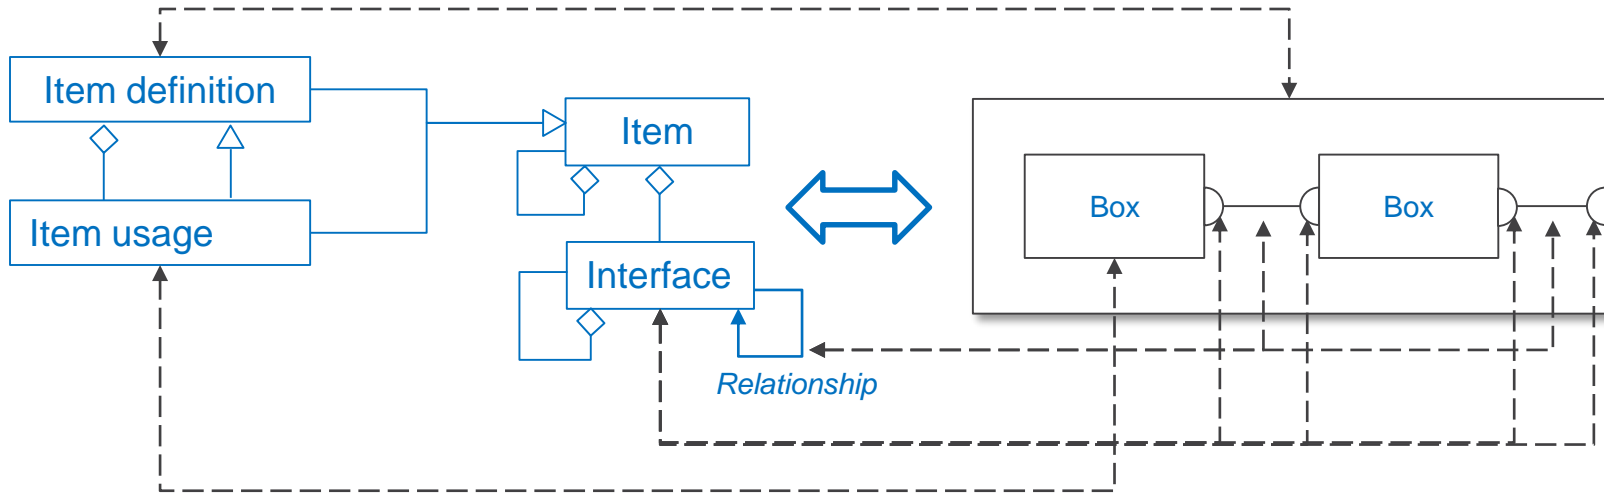 Item definition
Item
Item usage
Interface
Relationship
Box
Box